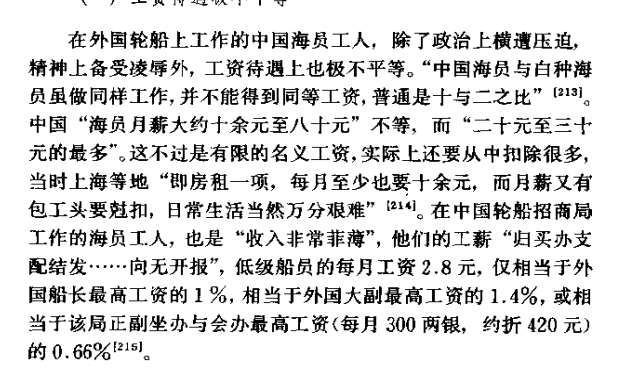 在外国轮船上工作的中国海员工人，除了政治上横遭压迫，
精神上备受凌辱外，工资待遇上也极不平等。“中国海员与白种海
员虽做同样工作，并不能得到同等工资，普通是十与二之比”[213]。
中国“海员月薪大约十余元至八十元”不等，而“二十元至三十
元的最多”。这不过是有限的名义工资，实际上还要从中扣除很多，
当时上海等地“即房租一项，每月至少也要十余元，而月薪又有
包工头要尅扣，日常生活当然万分艰难”[214]。在中国轮船招商局
工作的海员工人，也是“收入非常菲薄”，他们的工薪“归买办支
配结发……向无开报”，低级船员的每月工资2.8元，仅相当于外
国船长最高工资的1％，相当于外国大副最高工资的1.4％，或相
当于该局正副坐办与会办最高工资（每月300两银，约折420元）
的0.66％[215]。